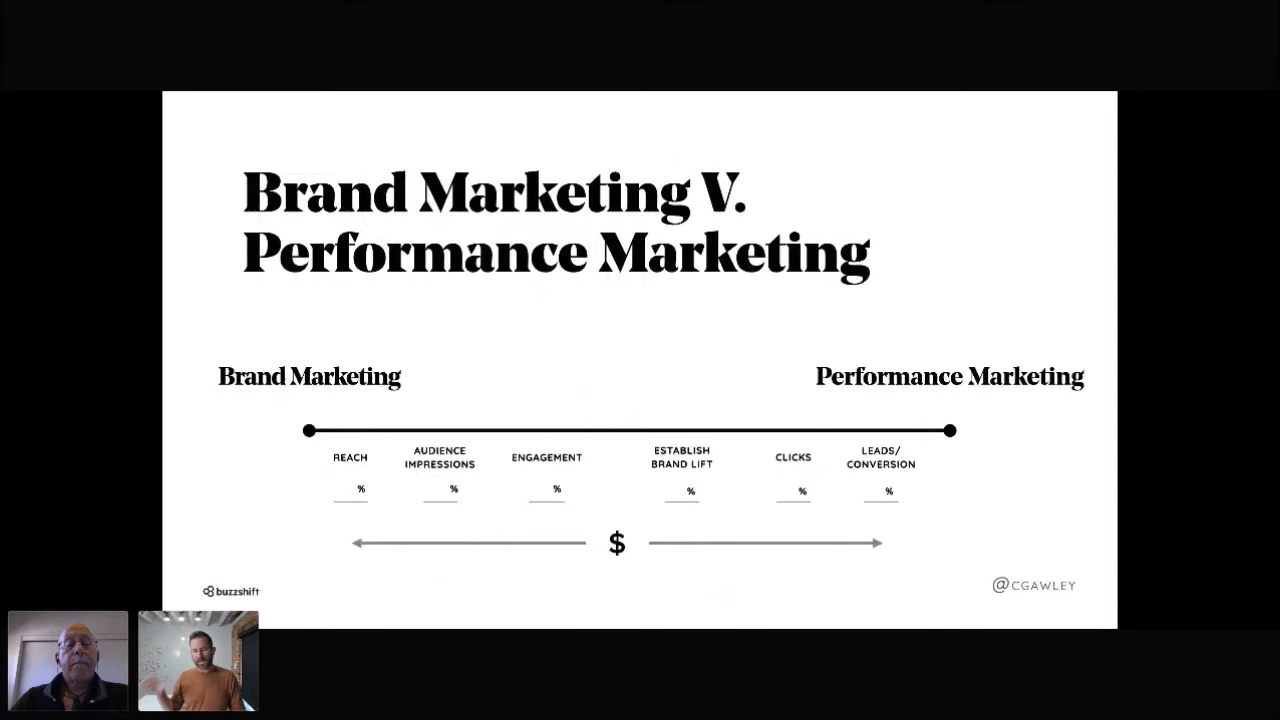 Brand Marketing V.
Performance Marketing
Brand Marketing
Performance Marketing
REACH
AUDIENCE
IMPRESSIONS
ENGAGEMENT
ESTABLISH
BRAND LIFT
CLICKS
LEADS/
CONVERSION
% % % % % %
$
buzzshift
@CGAWLEY